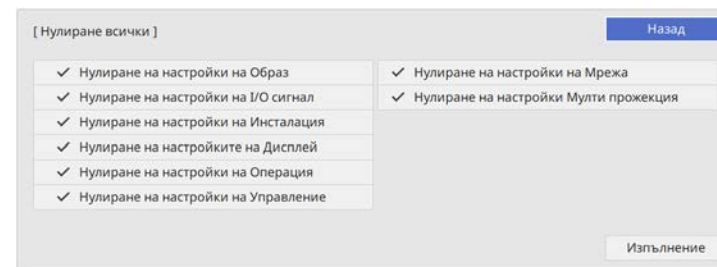 [ Нулиране всички ]
Назад
Нулиране на настройки на Образ
Нулиране на настройки на I/O сигнал
Нулиране на настройки на Инсталация
Нулиране на настройките на Дисплей
Нулиране на настройки на Операция
Нулиране на настройки на Управление
Нулиране на настройки на Мрежа
Нулиране на настройки Мулти прожекция
Изпълнение